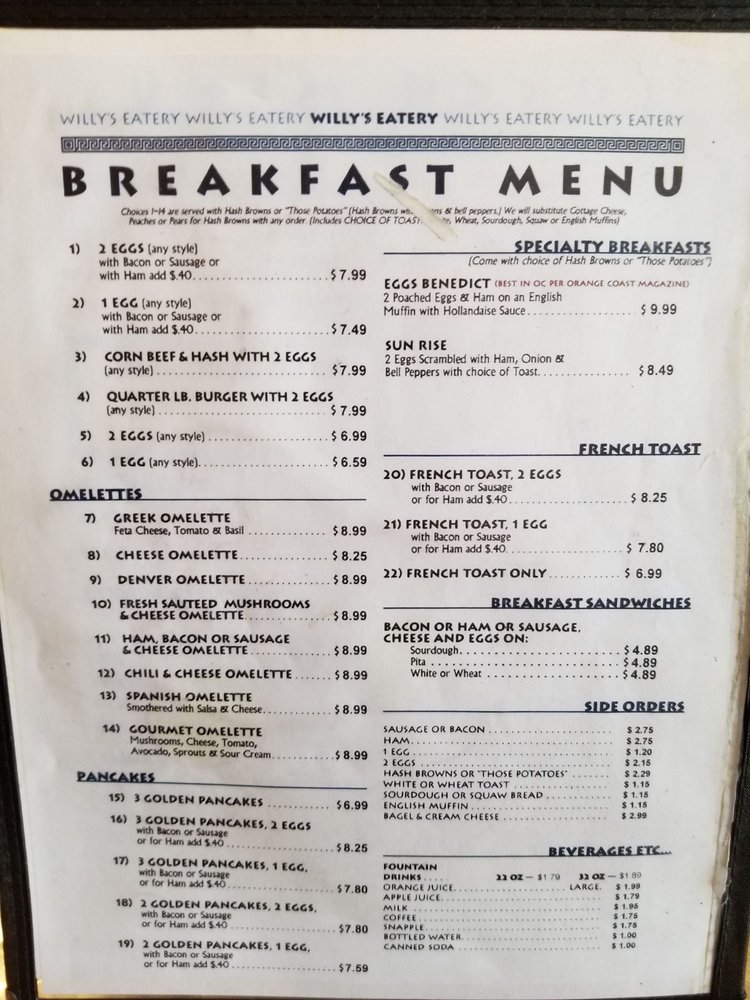 WILLY'S EATERY WILLY'S EATERY WILLY'S EATERY WILLY'S EATERY WILLY'S EATERY
BREAKFAST MENU
Choices 1-14 are served with Hash Browns or "Those Potatoes" (Hash Browns & bell peppers.) We will substitute Cottage Cheese,
Peaches or Pears for Hash Browns with any order. (Includes CHOICE OF TOAST: Wheat, Sourdough, Squaw or English Muffins)
1) 2 EGGS (any style)
with Bacon or Sausage or
with Ham add $.40 $7.99
2) 1 EGG (any style)
with Bacon or Sausage or
with Ham add $.40 $7.49
3) CORN BEEF & HASH WITH 2 EGGS
(any style) $7.99
4) QUARTER LB. BURGER WITH 2 EGGS
(any style) $7.99
5) 2 EGGS (any style) $6.99
6) 1 EGG (any style) $6.59
OMELETTES
7) GREEK OMELETTE
Feta Cheese, Tomato & Basil $8.99
8) CHEESE OMELETTE $8.25
9) DENVER OMELETTE $8.99
10) FRESH SAUTEED MUSHROOMS
& CHEESE OMELETTE $8.99
11) HAM, BACON OR SAUSAGE
& CHEESE OMELETTE $8.99
12) CHILI & CHEESE OMELETTE $8.99
13) SPANISH OMELETTE
Smothered with Salsa & Cheese $8.99
14) GOURMET OMELETTE
Mushrooms, Cheese, Tomato,
Avocado, Sprouts & Sour Cream $8.99
PANCAKES
15) 3 GOLDEN PANCAKES $6.99
16) 3 GOLDEN PANCAKES, 2 EGGS
with Bacon or Sausage
or for Ham add $.40 $8.25
17) 3 GOLDEN PANCAKES, 1 EGG,
with Bacon or Sausage
or for Ham add $.40 $7.80
18) 2 GOLDEN PANCAKES, 2 EGGS,
with Bacon or Sausage
or for Ham add $.40 $7.80
19) 2 GOLDEN PANCAKES, 1 EGG,
with Bacon or Sausage
or for Ham add $.40 $7.59
SPECIALTY BREAKFASTS
(Come with choice of Hash Browns or "Those Potatoes")
EGGS BENEDICT (BEST IN OC PER ORANGE COAST MAGAZINE)
2 Poached Eggs & Ham on an English
Muffin with Hollandaise Sauce $9.99
SUN RISE
2 Eggs Scrambled with Ham, Onion &
Bell Peppers with choice of Toast $8.49
FRENCH TOAST
20) FRENCH TOAST, 2 EGGS
with Bacon or Sausage
or for Ham add $.40 $8.25
21) FRENCH TOAST, 1 EGG
with Bacon or Sausage
or for Ham add $.40 $7.80
22) FRENCH TOAST ONLY $6.99
BREAKFAST SANDWICHES
BACON OR HAM OR SAUSAGE,
CHEESE AND EGGS ON:
Sourdough $4.89
Pita $4.89
White or Wheat $4.89
SIDE ORDERS
SAUSAGE OR BACON $2.75
HAM $2.75
1 EGG $1.20
2 EGGS $2.15
HASH BROWNS OR "THOSE POTATOES" $2.29
WHITE OR WHEAT TOAST $1.15
SOURDOUGH OR SQUAW BREAD $1.15
ENGLISH MUFFIN $1.15
BAGEL & CREAM CHEESE $2.99
BEVERAGES ETC...
FOUNTAIN
DRINKS 22 OZ — $1.79 32 OZ — $1.89
ORANGE JUICE LARGE. $1.99
APPLE JUICE $1.79
MILK $1.95
COFFEE $1.75
SNAPPLE $1.75
BOTTLED WATER $1.00
CANNED SODA $1.00